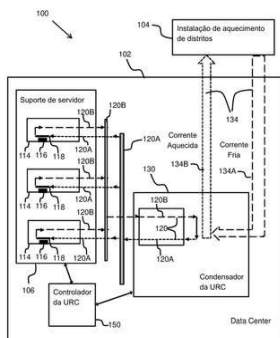 100
104
Instalação de aquecimento
de distritos
102
Suporte de servidor
120B
120B
120A
114 116 118
120A
120B
114 116 118
120A
120B
114 116 118
120A
106
Controlador
da URC
150
134
Corrente
Aquecida
134B
Corrente
Fria
134A
130
120B
120
120A
Condensador
da URC
Data Center